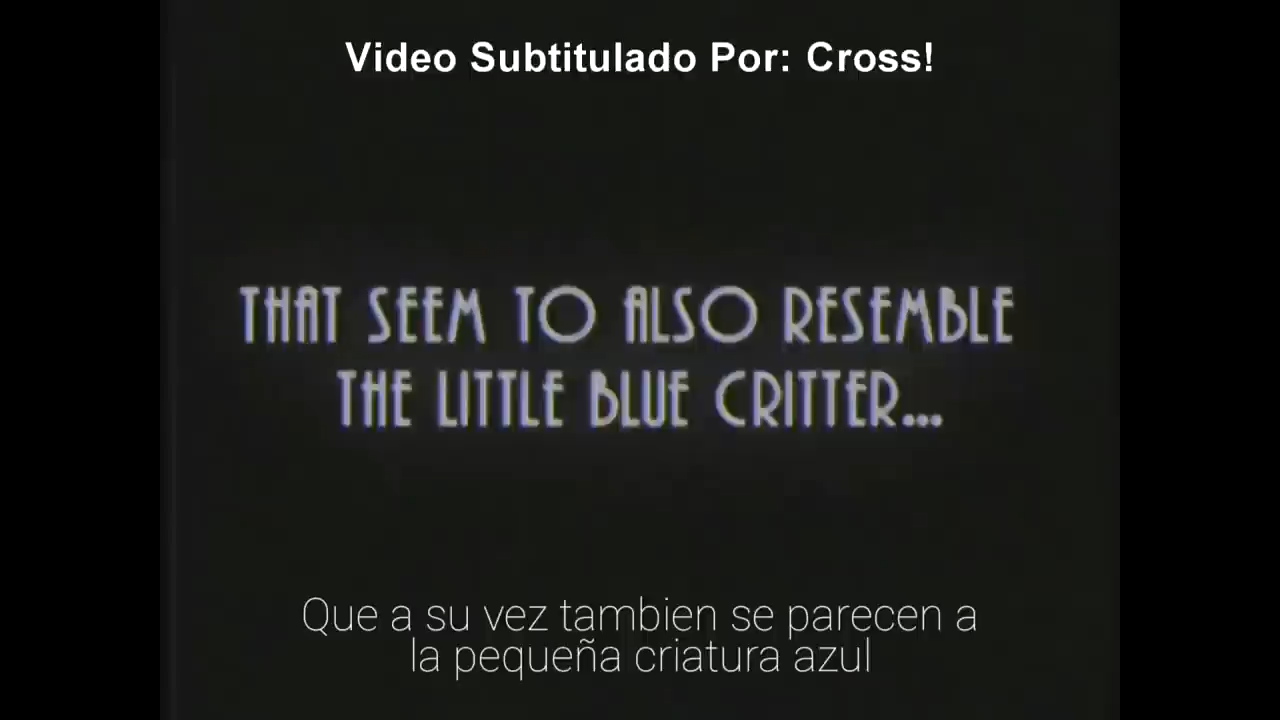 Video Subtitulado Por: Cross!
THAT SEEM TO ALSO RESEMBLE
THE LITTLE BLUE CRITTER...
Que a su vez tambien se parecen a
la pequeña criatura azul